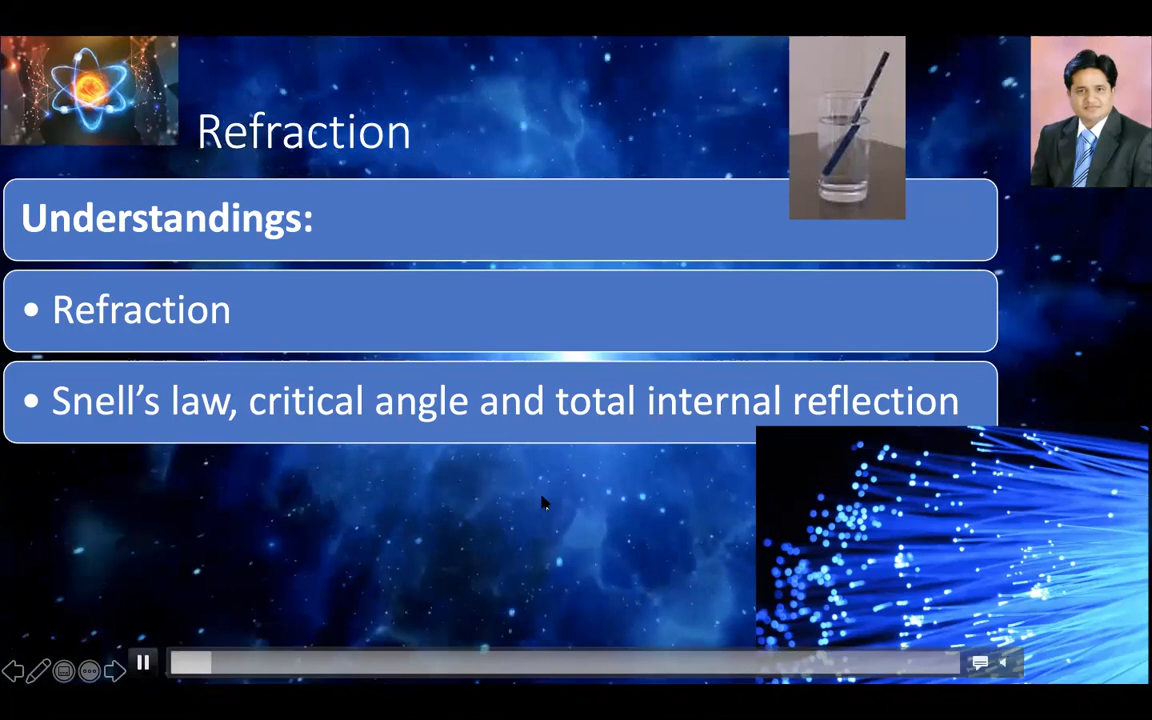 Refraction
Understandings:
• Refraction
• Snell’s law, critical angle and total internal reflection